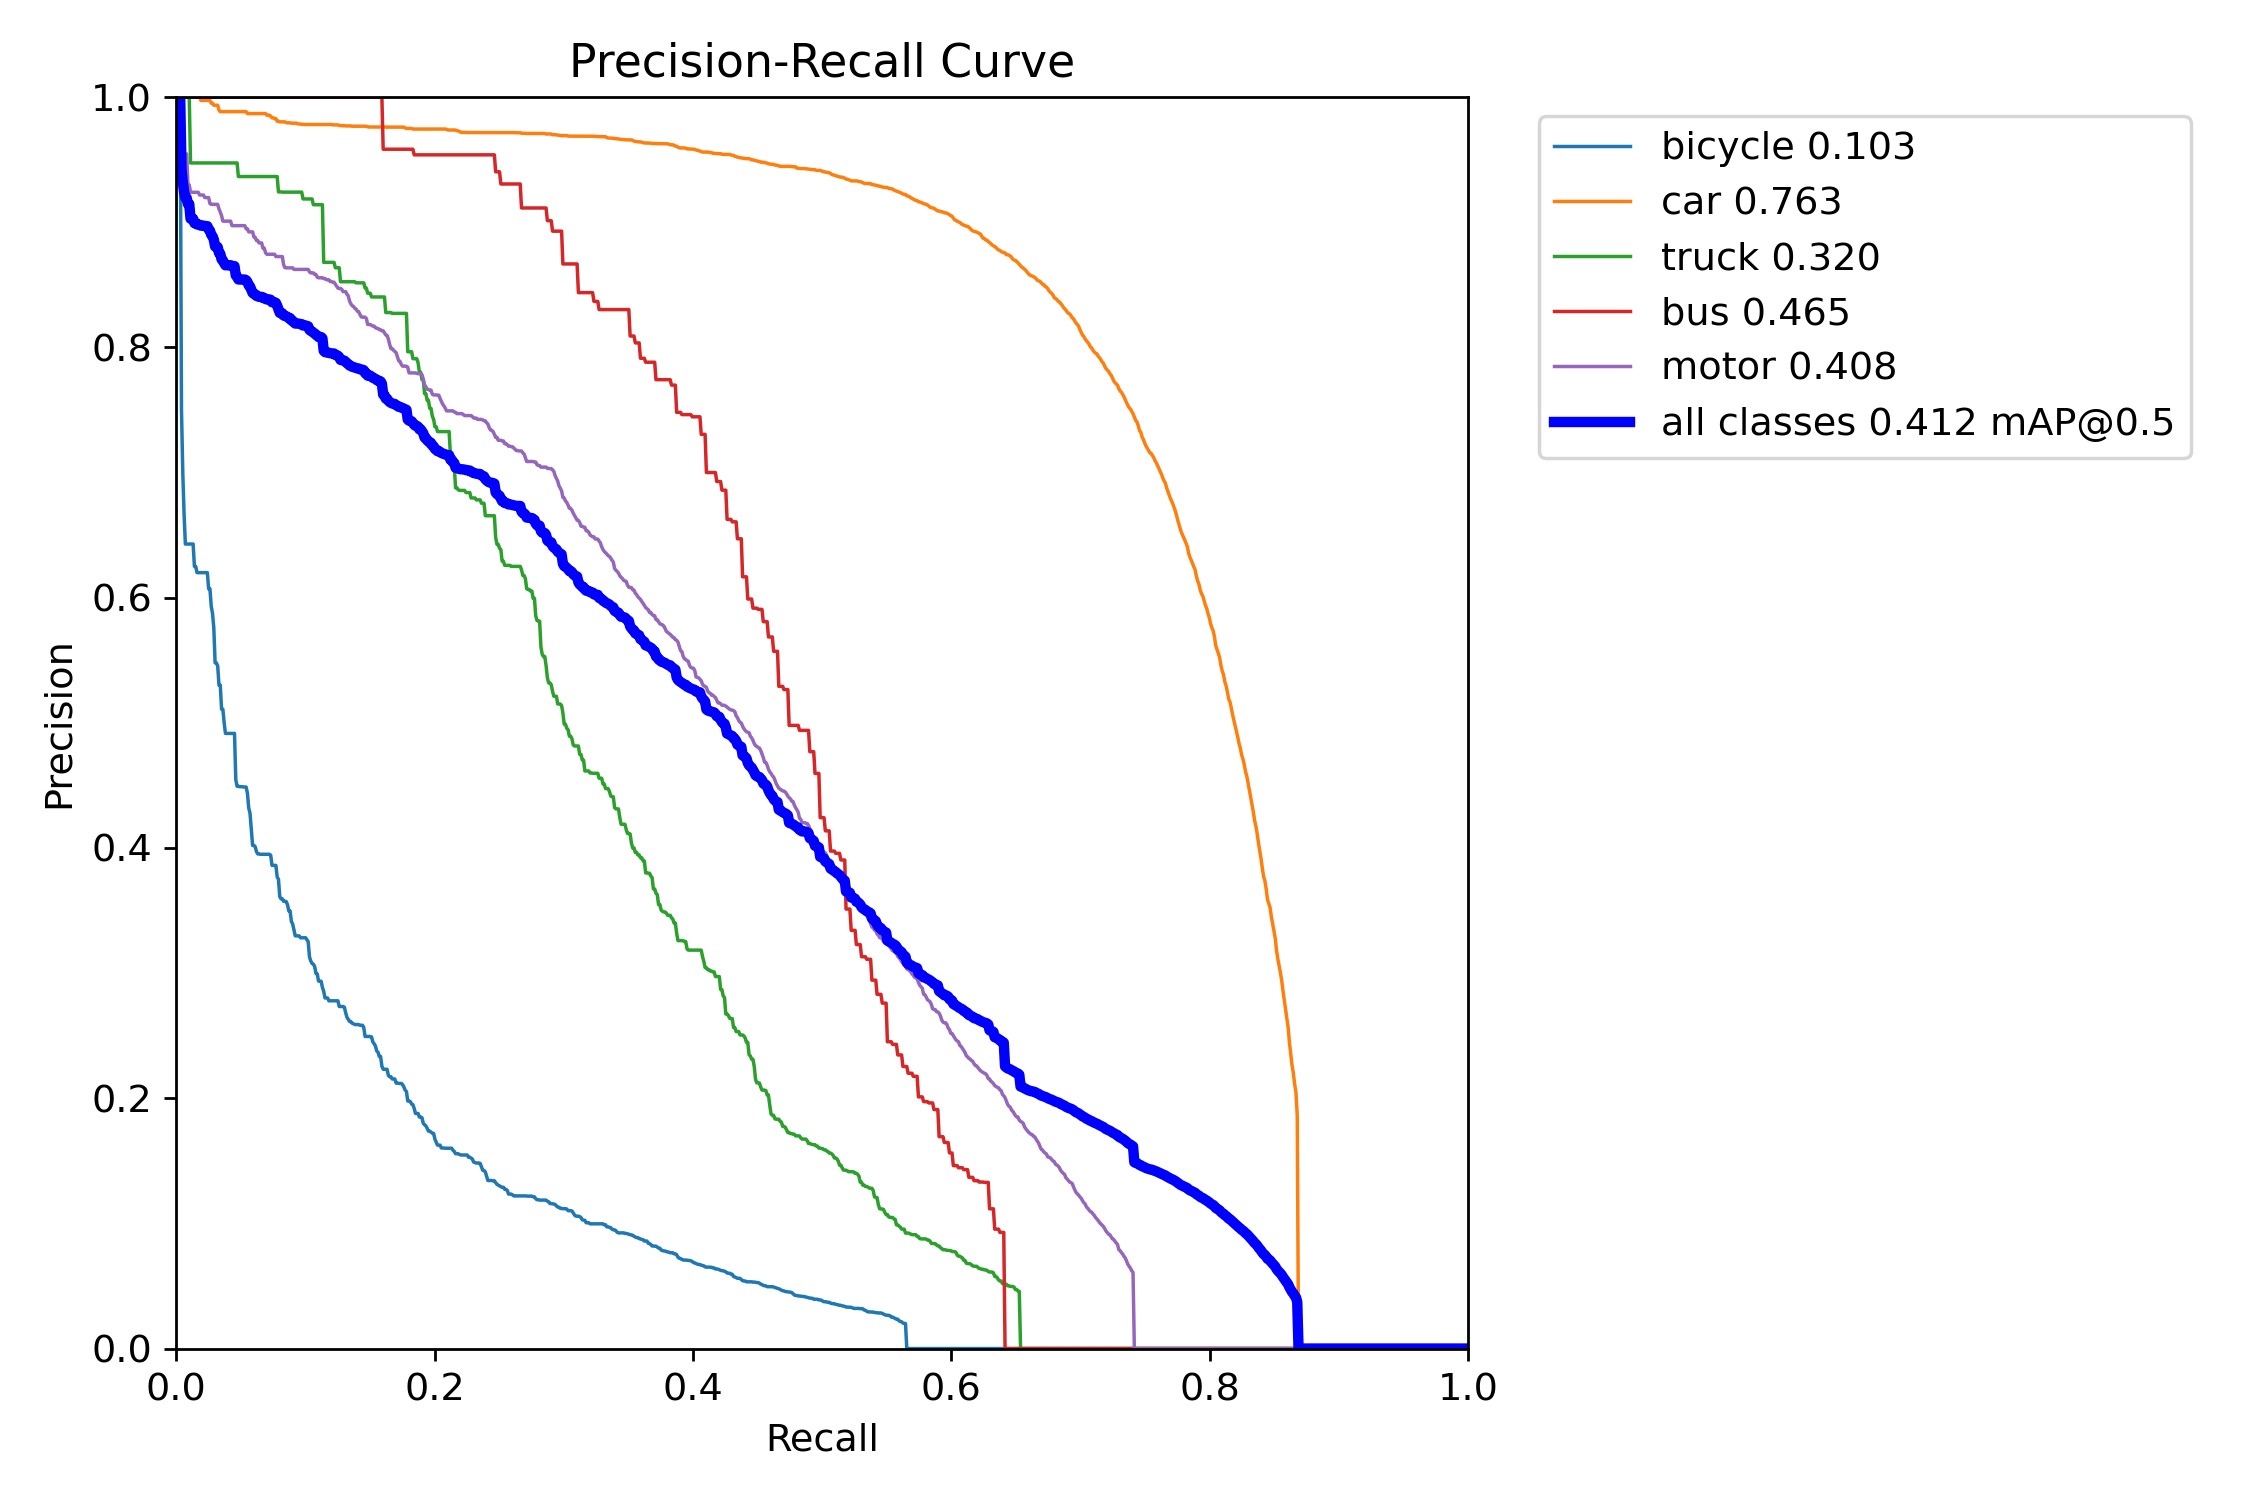 Precision-Recall Curve
1.0
0.8
0.6
0.4
0.2
0.0
Precision
0.0 0.2 0.4 0.6 0.8 1.0
Recall
bicycle 0.103
car 0.763
truck 0.320
bus 0.465
motor 0.408
all classes 0.412 mAP@0.5